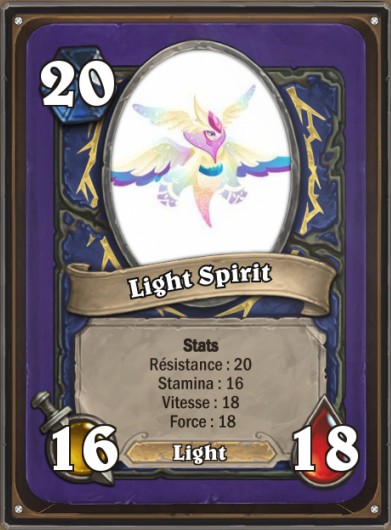 20
Light Spirit
Stats
Résistance : 20
Stamina : 16
Vitesse : 18
Force : 18
16
Light
18